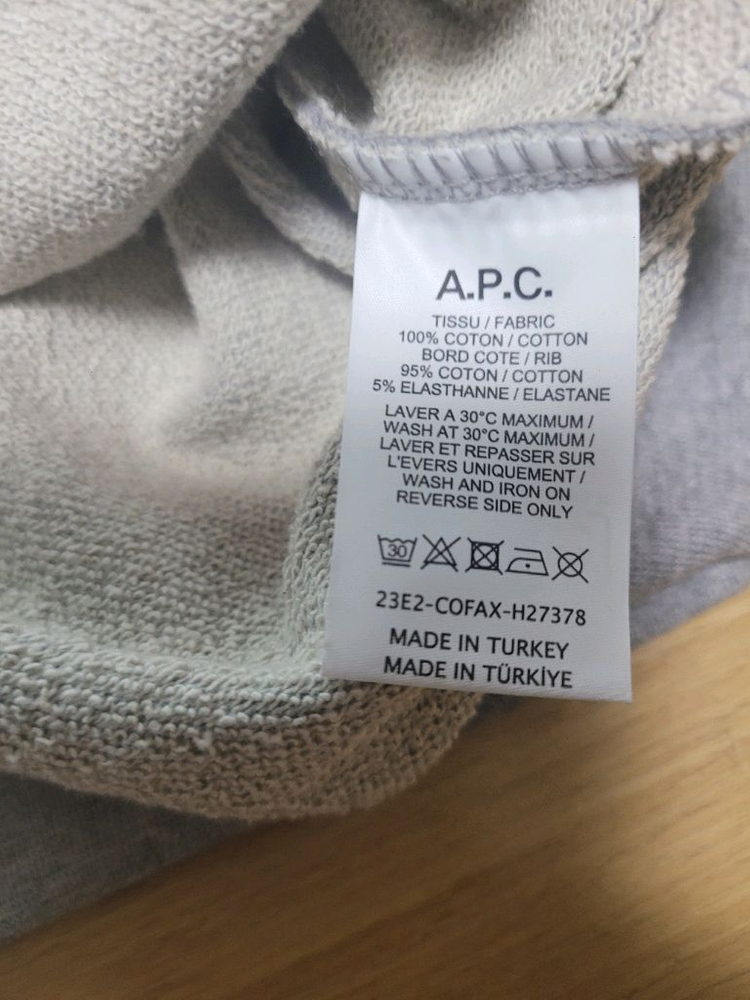 A.P.C.
TISSU / FABRIC
100% COTON / COTTON
BORD COTE / RIB
95% COTON / COTTON
5% ELASTHANNE / ELASTANE
LAVER A 30°C MAXIMUM /
WASH AT 30°C MAXIMUM /
LAVER ET REPASSER SUR
L'EVERS UNIQUEMENT /
WASH AND IRON ON
REVERSE SIDE ONLY
30
23E2-COFAX-H27378
MADE IN TURKEY
MADE IN TÜRKİYE